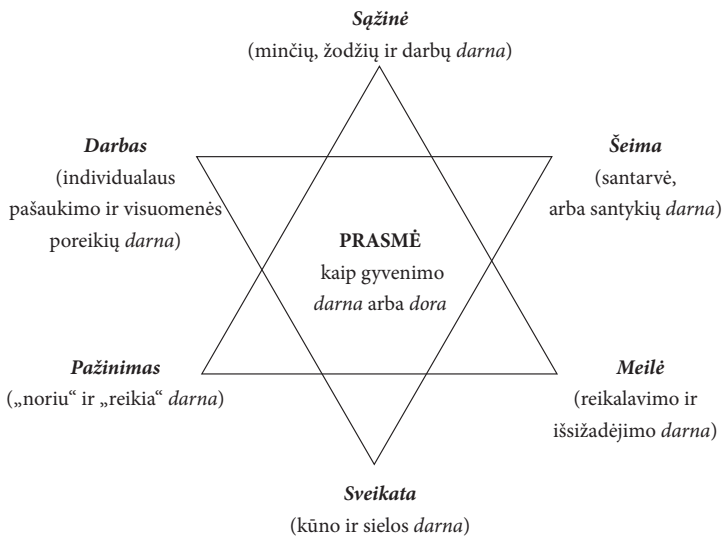 Sąžinė
(minčių, žodžių ir darbų darna)
Darbas
(individualaus
pašaukimo ir visuomenės
poreikių darna)
Šeima
(santarvė,
arba santykių darna)
PRASMĖ
kaip gyvenimo
darna arba dora
Pažinimas
(„noriu“ ir „reikia“ darna)
Meilė
(reikalavimo ir
išsižadėjimo darna)
Sveikata
(kūno ir sielos darna)